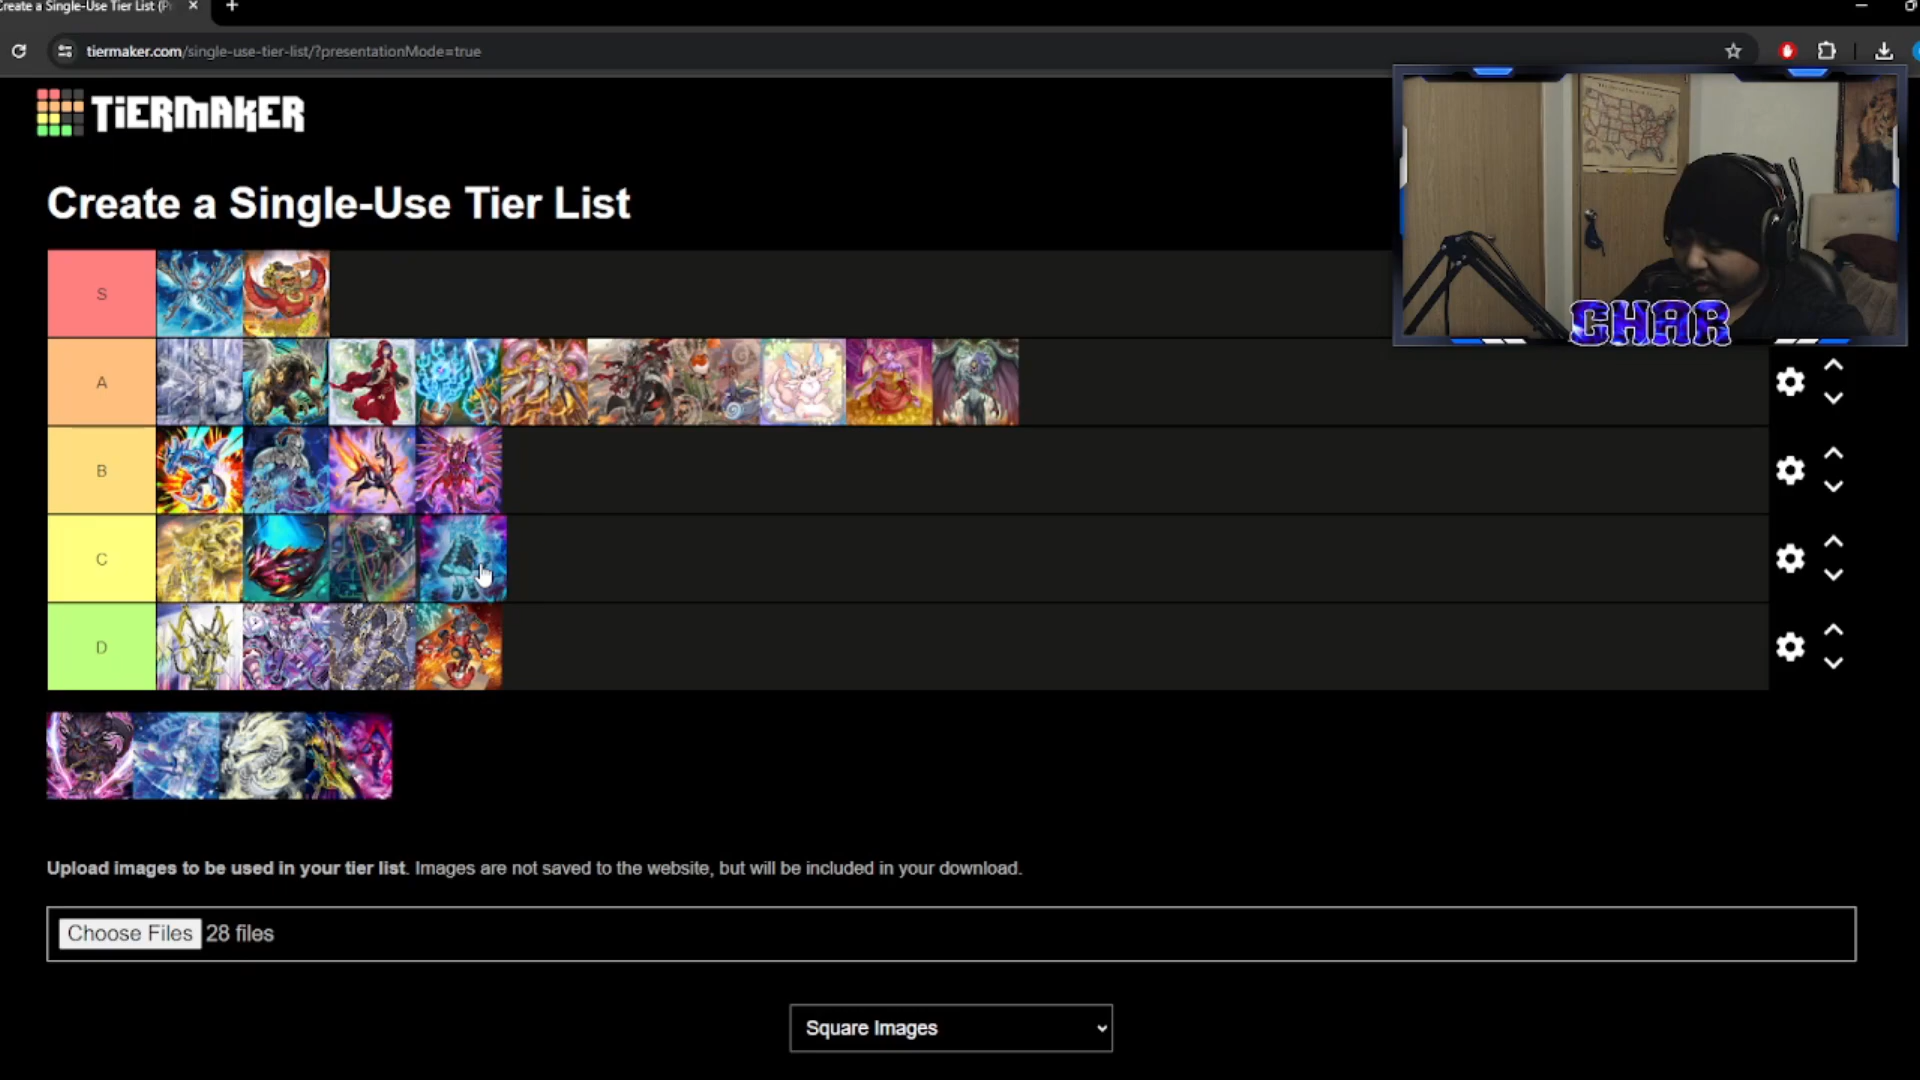 Create a Single-Use Tier List (P
tiermaker.com/single-use-tier-list/?presentationMode=true
TiERMAKER
Create a Single-Use Tier List
S
A
B
C
D
CHAR
Upload images to be used in your tier list. Images are not saved to the website, but will be included in your download.
Choose Files 28 files
Square Images